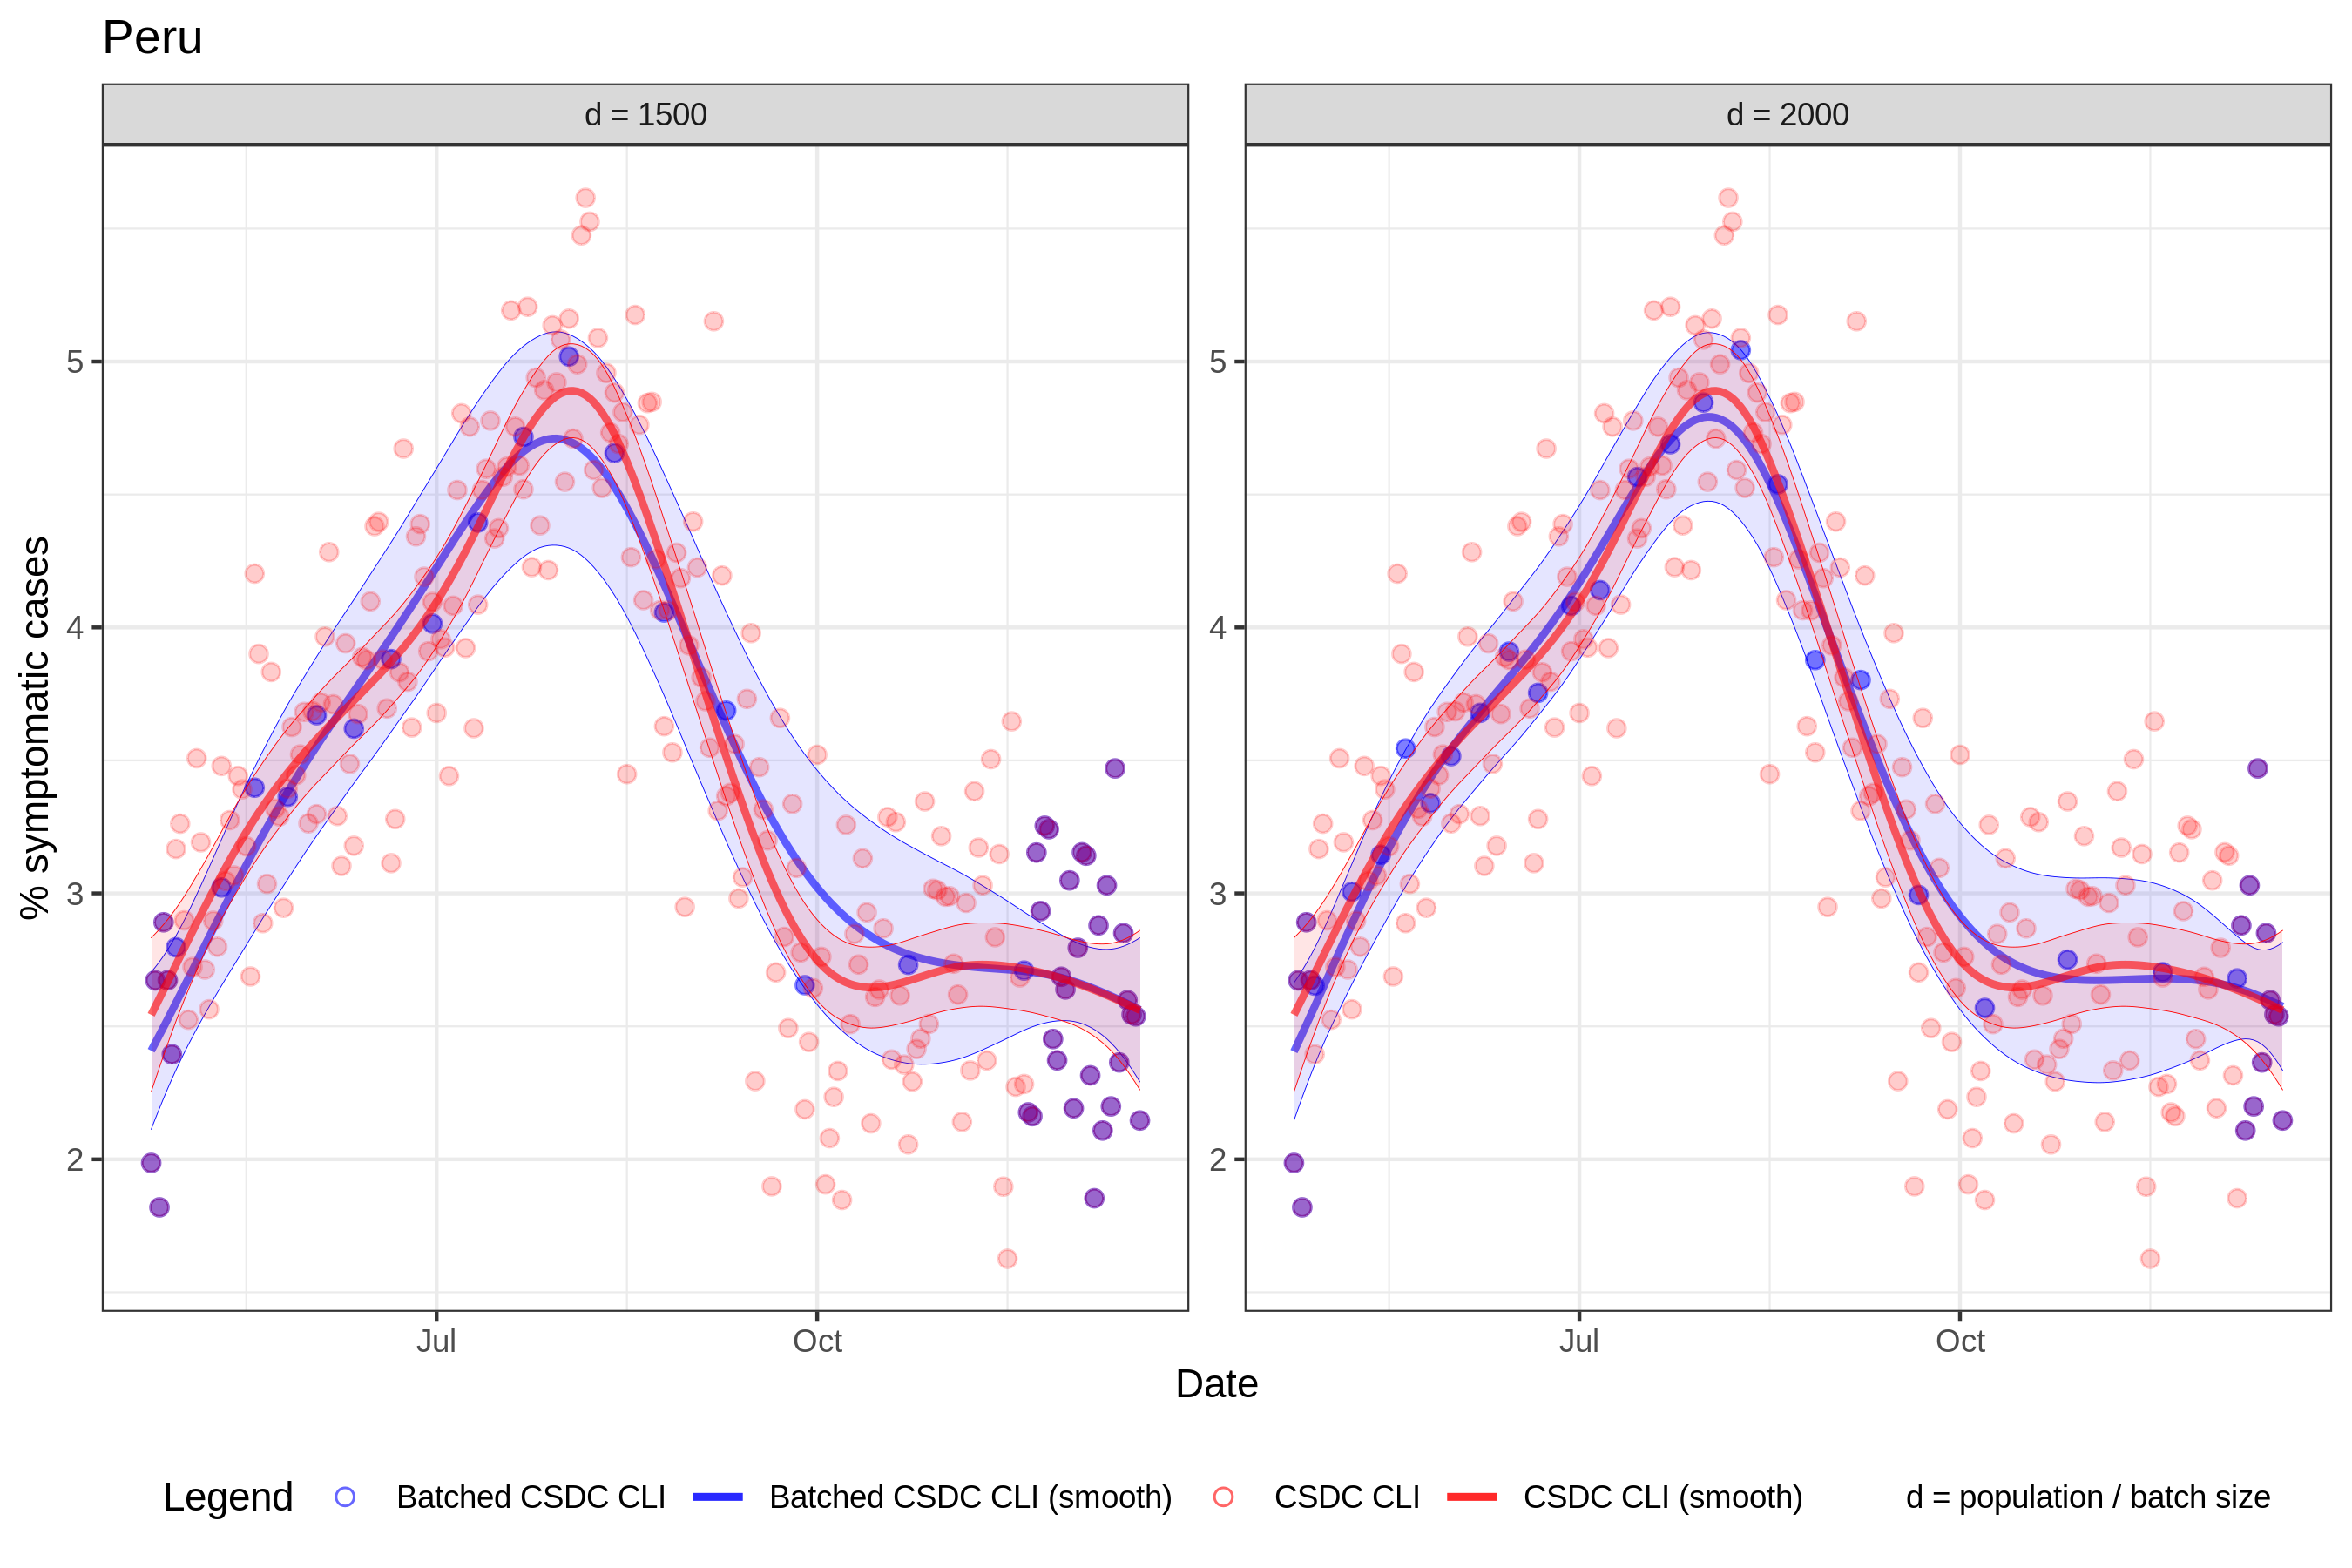 Peru
d = 1500
d = 2000
% symptomatic cases
5
4
3
2
5
4
3
2
Jul
Oct
Jul
Oct
Date
Legend
Batched CSDC CLI
Batched CSDC CLI (smooth)
CSDC CLI
CSDC CLI (smooth)
d = population / batch size